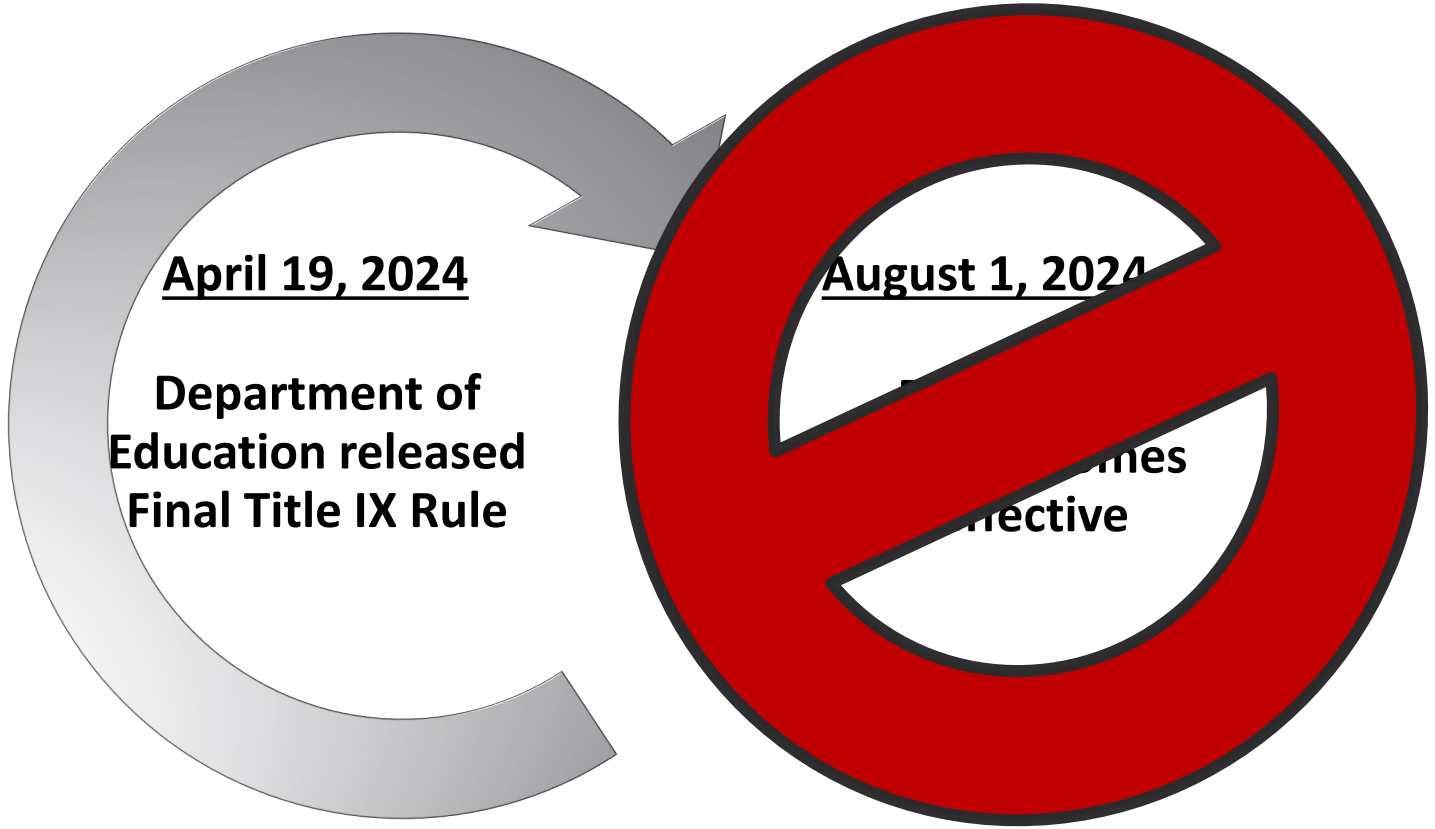 April 19, 2024
Department of
Education released
Final Title IX Rule
August 1, 2024